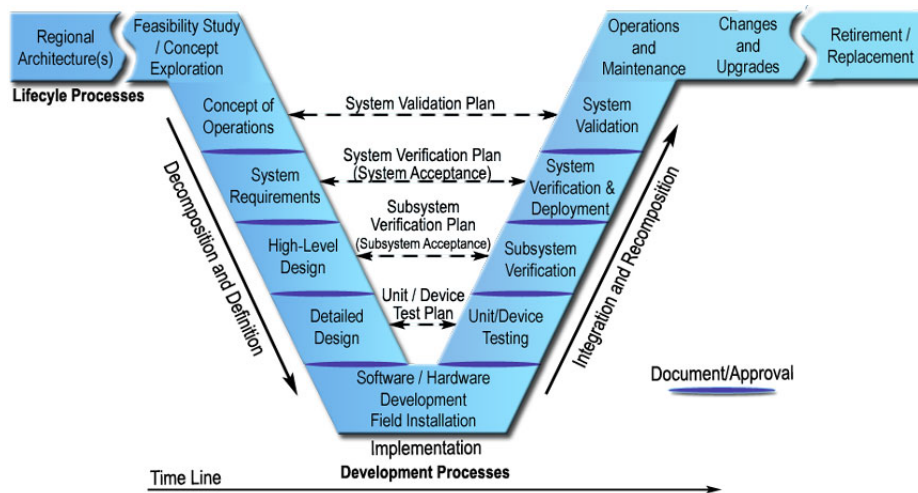 Regional
Architecture(s)
Feasibility Study
/ Concept
Exploration
Operations
and
Maintenance
Changes
and
Upgrades
Retirement /
Replacement
Lifecyle Processes
Concept of
Operations
System Validation Plan
System
Validation
System
Requirements
System Verification Plan
(System Acceptance)
System
Verification &
Deployment
High-Level
Design
Subsystem
Verification Plan
(Subsystem Acceptance)
Subsystem
Verification
Detailed
Design
Unit / Device
Test Plan
Unit/Device
Testing
Decomposition and Definition
Integration and Recomposition
Software / Hardware
Development
Field Installation
Document/Approval
Implementation
Development Processes
Time Line